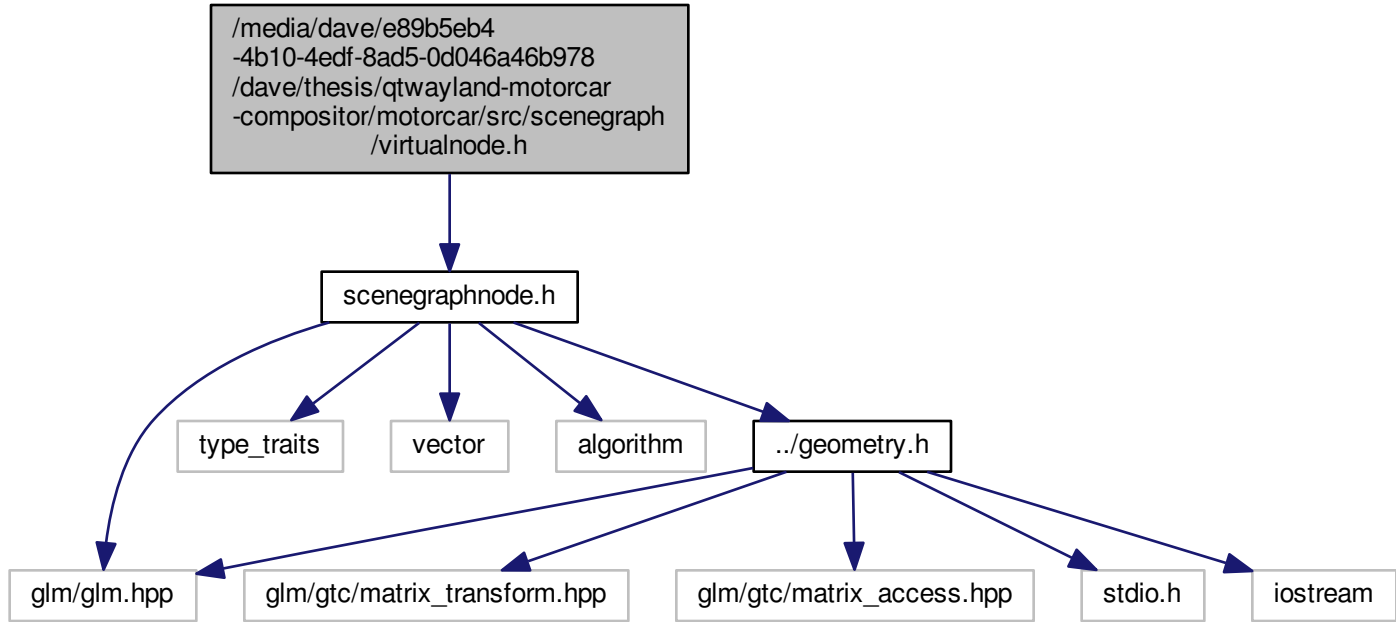 /media/dave/e89b5eb4
-4b10-4edf-8ad5-0d046a46b978
/dave/thesis/qtwayland-motorcar
-compositor/motorcar/src/scenegraph
/virtualnode.h
scenegraphnode.h
type_traits
vector
algorithm
../geometry.h
glm/glm.hpp
glm/gtc/matrix_transform.hpp
glm/gtc/matrix_access.hpp
stdio.h
iostream